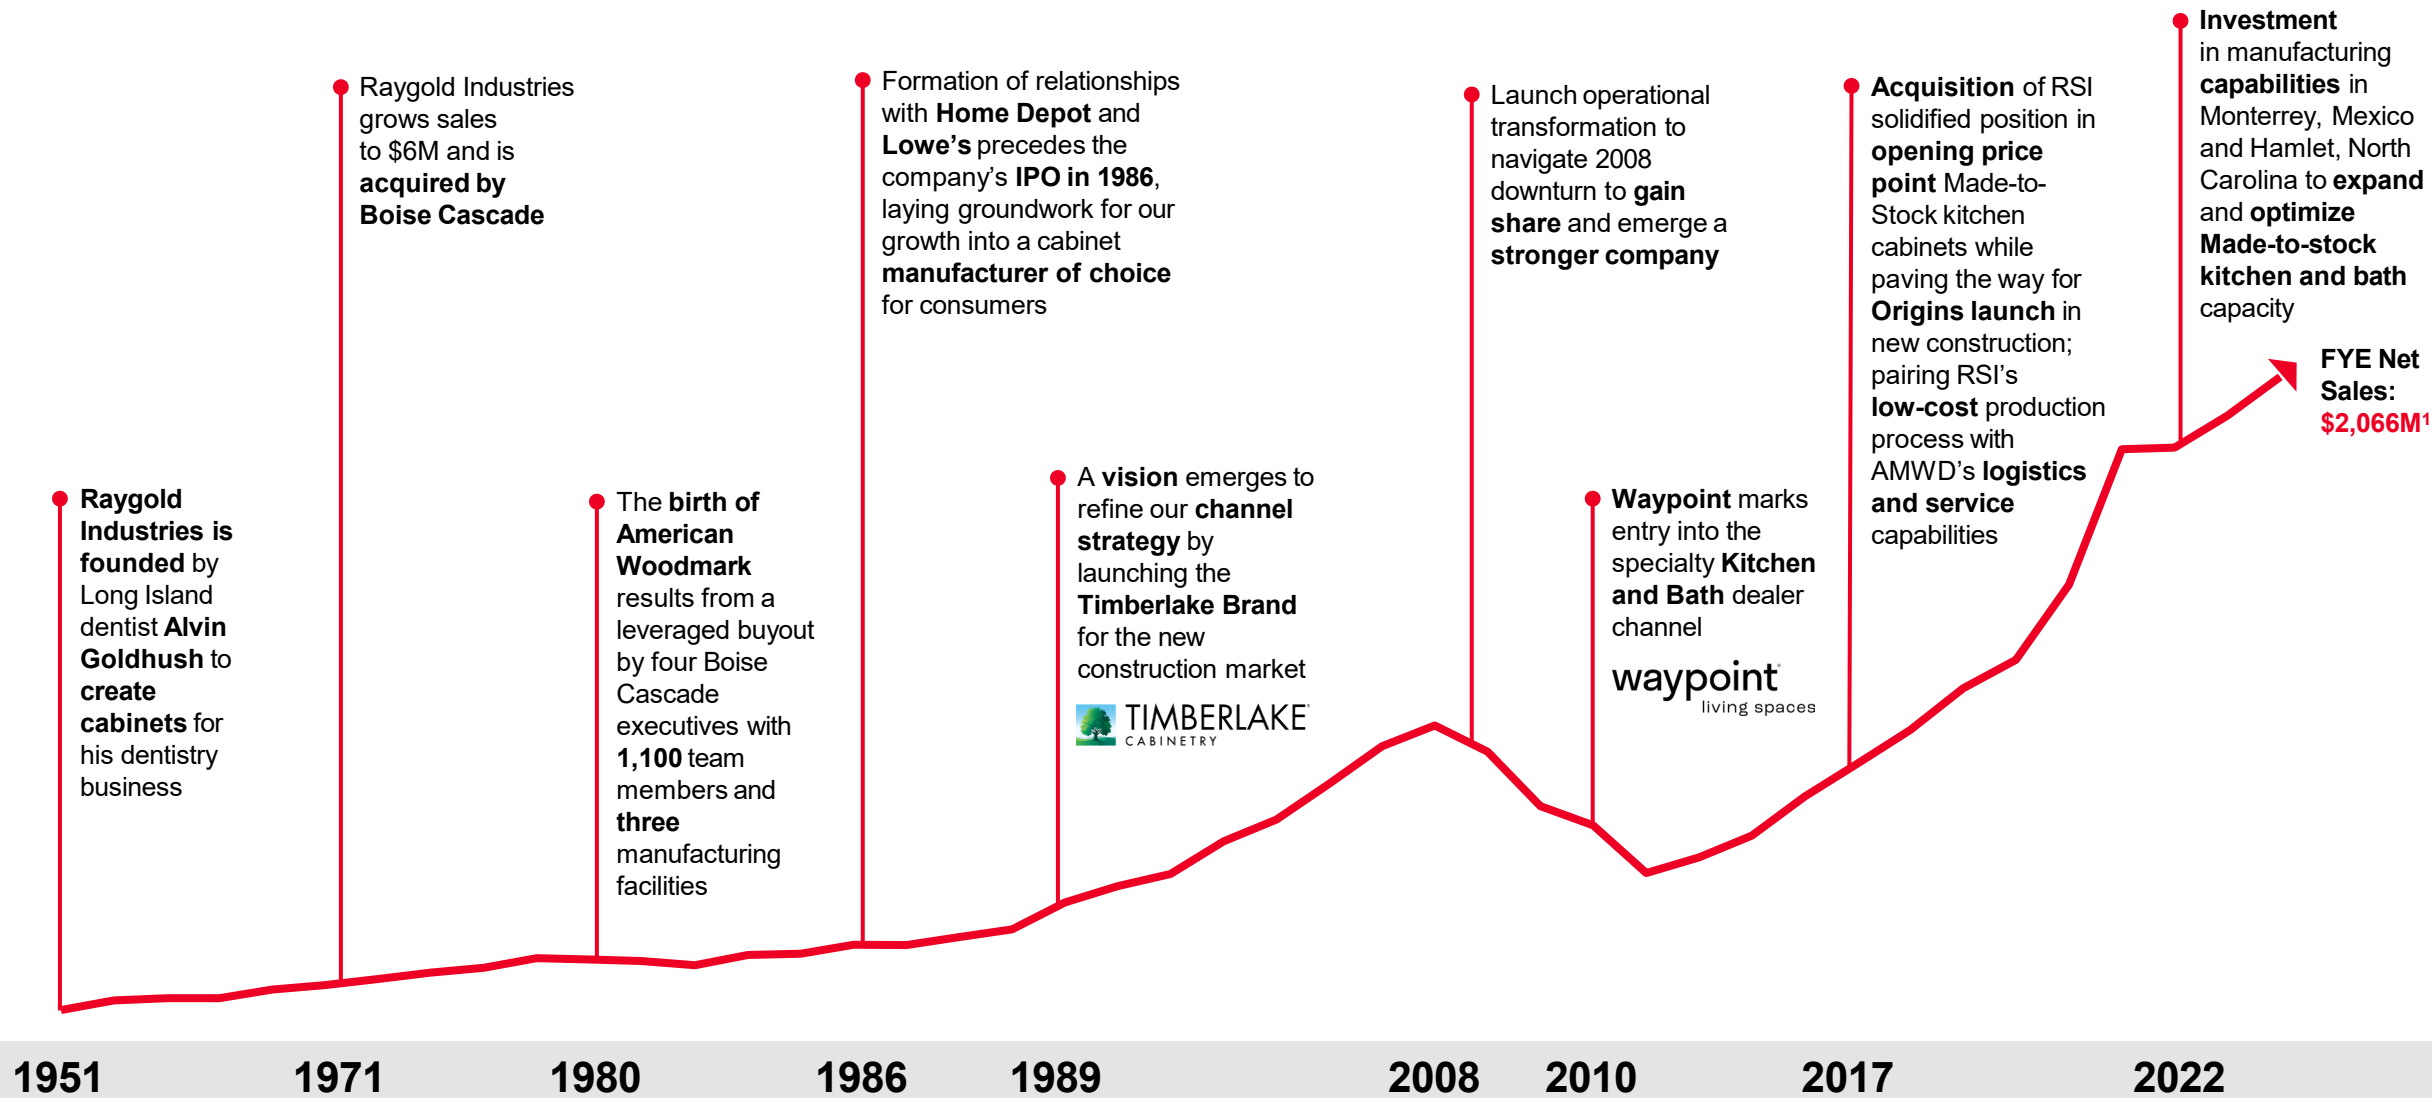 Raygold
Industries is
founded by
Long Island
dentist Alvin
Goldhush to
create
cabinets for
his dentistry
business
Raygold Industries
grows sales
to $6M and is
acquired by
Boise Cascade
The birth of
American
Woodmark
results from a
leveraged buyout
by four Boise
Cascade
executives with
1,100 team
members and
three
manufacturing
facilities
Formation of relationships
with Home Depot and
Lowe’s precedes the
company’s IPO in 1986,
laying groundwork for our
growth into a cabinet
manufacturer of choice
for consumers
A vision emerges to
refine our channel
strategy by
launching the
Timberlake Brand
for the new
construction market
TIMBERLAKE
CABINETRY
Launch operational
transformation to
navigate 2008
downturn to gain
share and emerge a
stronger company
Waypoint marks
entry into the
specialty Kitchen
and Bath dealer
channel
waypoint
living spaces
Acquisition of RSI
solidified position in
opening price
point Made-to-
Stock kitchen
cabinets while
paving the way for
Origins launch in
new construction;
pairing RSI’s
low-cost production
process with
AMWD’s logistics
and service
capabilities
Investment
in manufacturing
capabilities in
Monterrey, Mexico
and Hamlet, North
Carolina to expand
and optimize
Made-to-stock
kitchen and bath
capacity
FYE Net
Sales:
$2,066M¹
1951 1971 1980 1986 1989 2008 2010 2017 2022